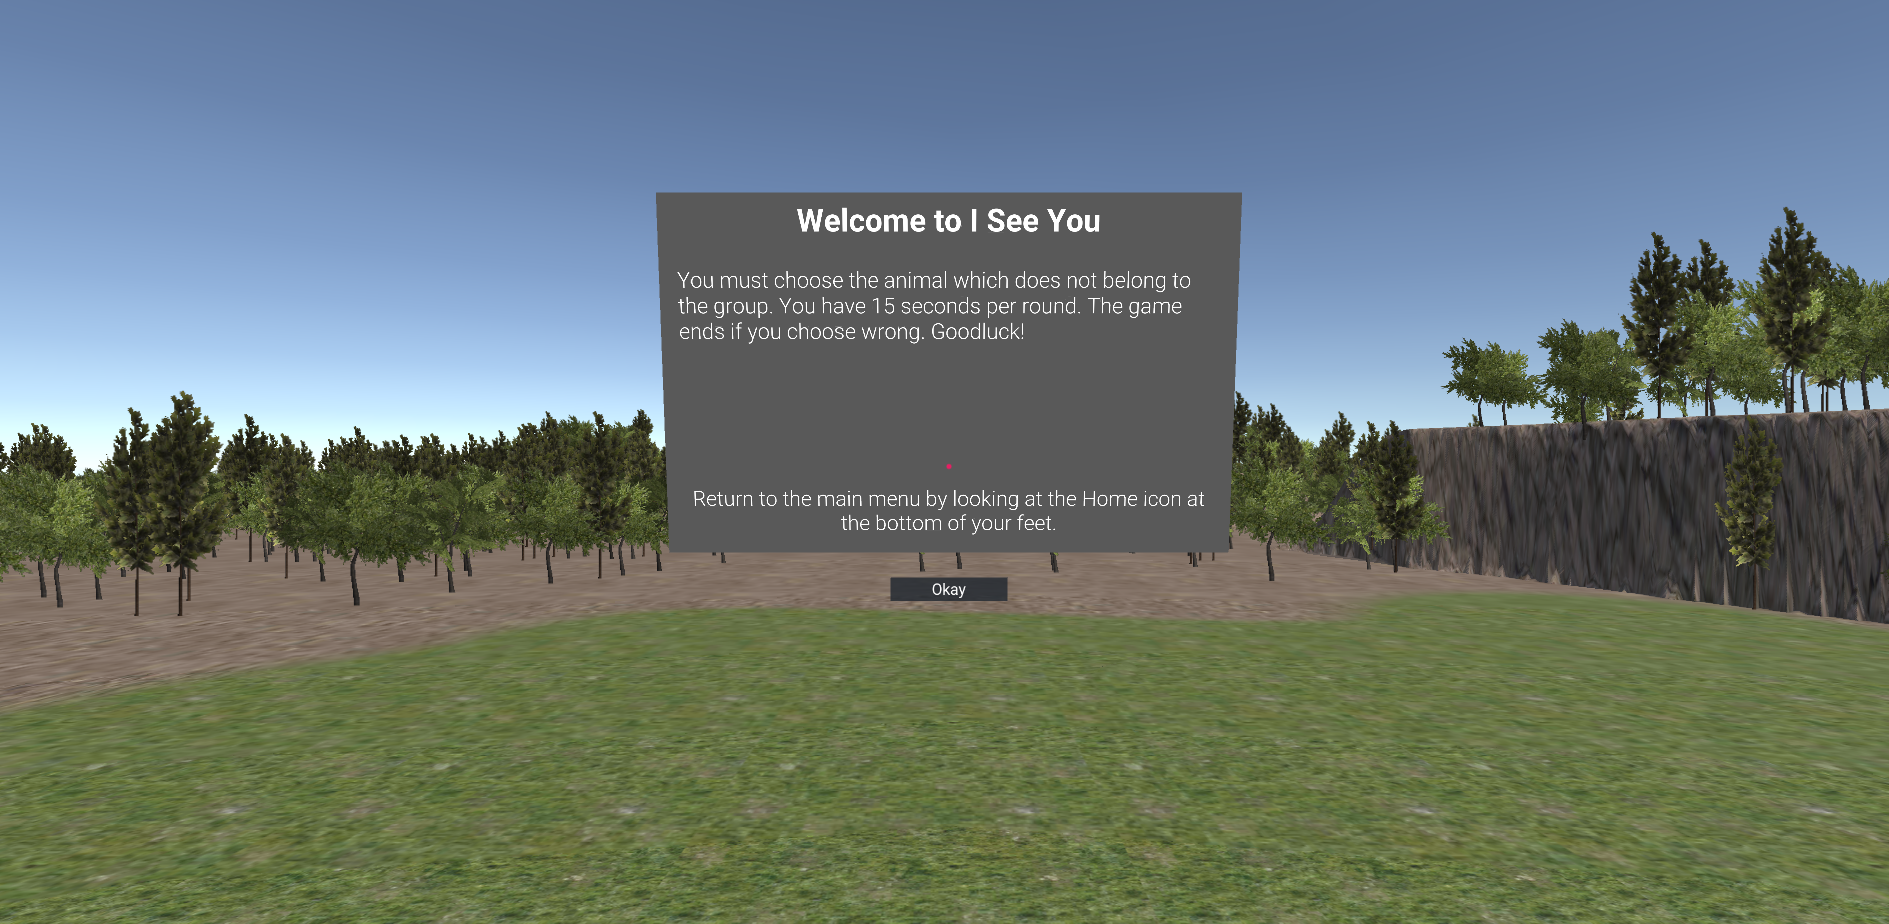 Welcome to I See You
You must choose the animal which does not belong to
the group. You have 15 seconds per round. The game
ends if you choose wrong. Goodluck!
Return to the main menu by looking at the Home icon at
the bottom of your feet.
Okay